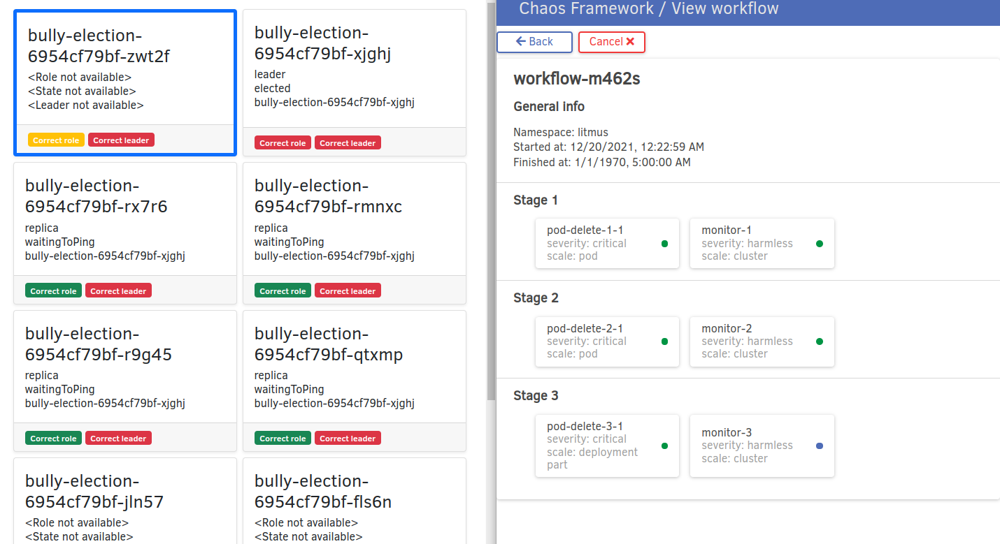 bully-election-
6954cf79bf-zwt2f
<Role not available>
<State not available>
<Leader not available>
Correct role
Correct leader
bully-election-
6954cf79bf-xjghj
leader
elected
bully-election-6954cf79bf-xjghj
Correct role
Correct leader
bully-election-
6954cf79bf-rx7r6
replica
waitingToPing
bully-election-6954cf79bf-xjghj
Correct role
Correct leader
bully-election-
6954cf79bf-rmnxc
replica
waitingToPing
bully-election-6954cf79bf-xjghj
Correct role
Correct leader
bully-election-
6954cf79bf-r9g45
replica
waitingToPing
bully-election-6954cf79bf-xjghj
Correct role
Correct leader
bully-election-
6954cf79bf-qtxmp
replica
waitingToPing
bully-election-6954cf79bf-xjghj
Correct role
Correct leader
bully-election-
6954cf79bf-jln57
<Role not available>
<State not available>
bully-election-
6954cf79bf-fls6n
<Role not available>
<State not available>
Chaos Framework / View workflow
Back
Cancel
workflow-m462s
General info
Namespace: litmus
Started at: 12/20/2021, 12:22:59 AM
Finished at: 1/1/1970, 5:00:00 AM
Stage 1
pod-delete-1-1
severity: critical
scale: pod
monitor-1
severity: harmless
scale: cluster
Stage 2
pod-delete-2-1
severity: critical
scale: pod
monitor-2
severity: harmless
scale: cluster
Stage 3
pod-delete-3-1
severity: critical
scale: deployment
part
monitor-3
severity: harmless
scale: cluster